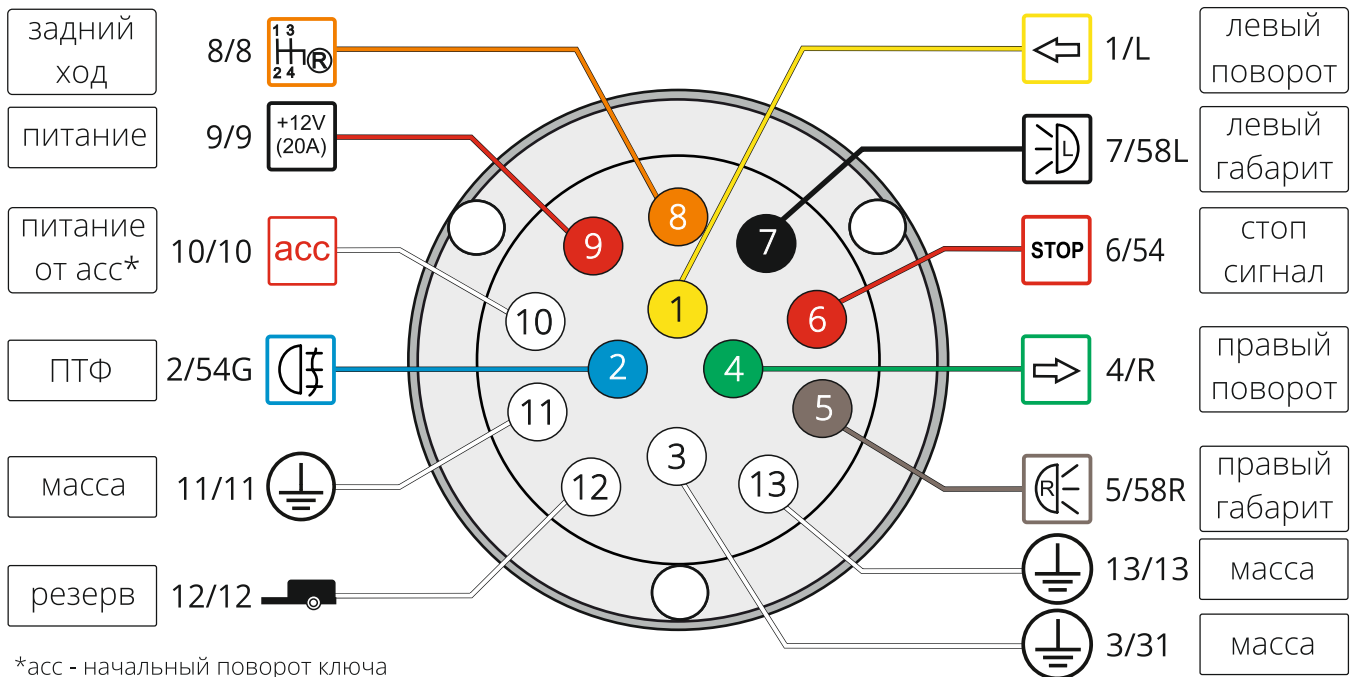 задний
ход
8/8
1 3
2 4
R
питание
9/9
+12V
(20A)
питание
от асс*
10/10
acc
ПТФ
2/54G
масса
11/11
резерв
12/12
*асс - начальный поворот ключа
8
9
7
1
10
6
2
4
11
5
3
12
13
1/L
левый
поворот
L
7/58L
левый
габарит
STOP
6/54
стоп
сигнал
4/R
правый
поворот
R
5/58R
правый
габарит
13/13
масса
3/31
масса